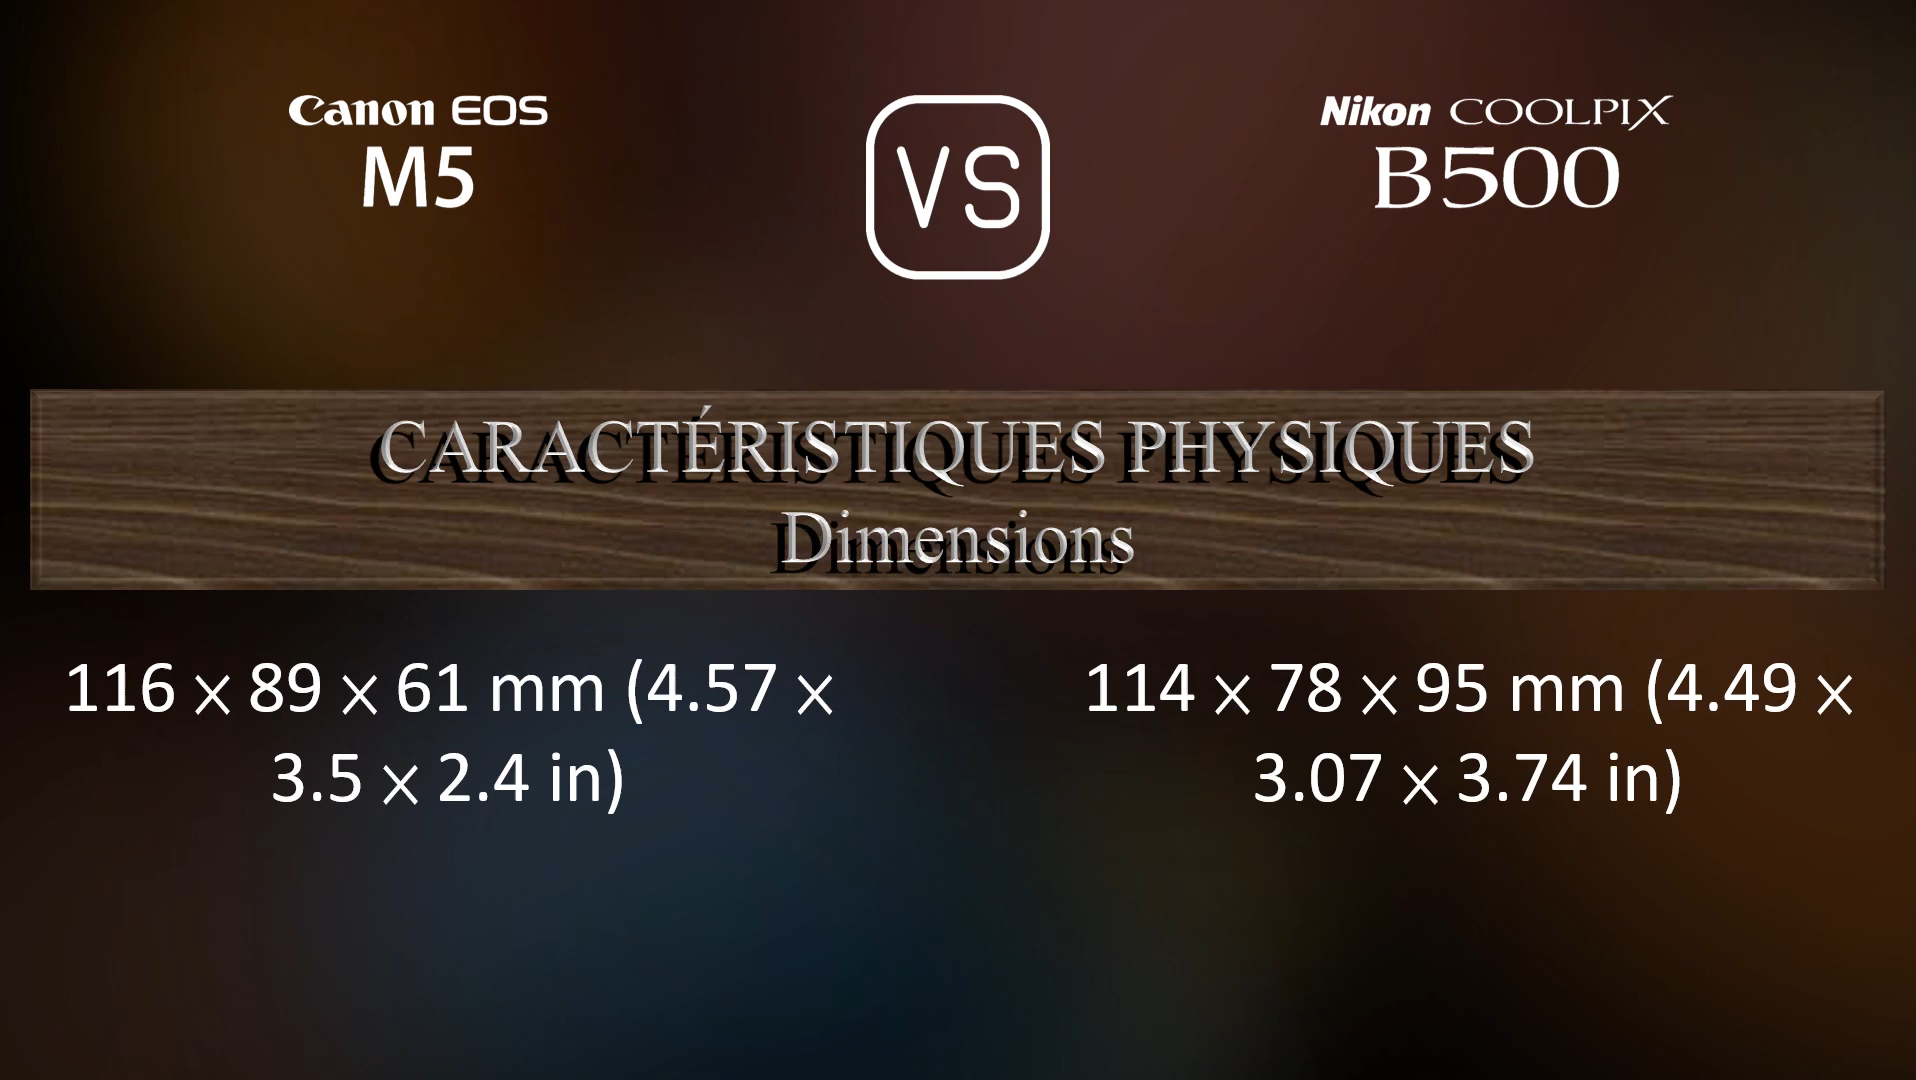 Canon EOS
M5
VS
Nikon COOLPIX
B500
CARACTÉRISTIQUES PHYSIQUES
Dimensions
116 x 89 x 61 mm (4.57 x
3.5 x 2.4 in)
114 x 78 x 95 mm (4.49 x
3.07 x 3.74 in)